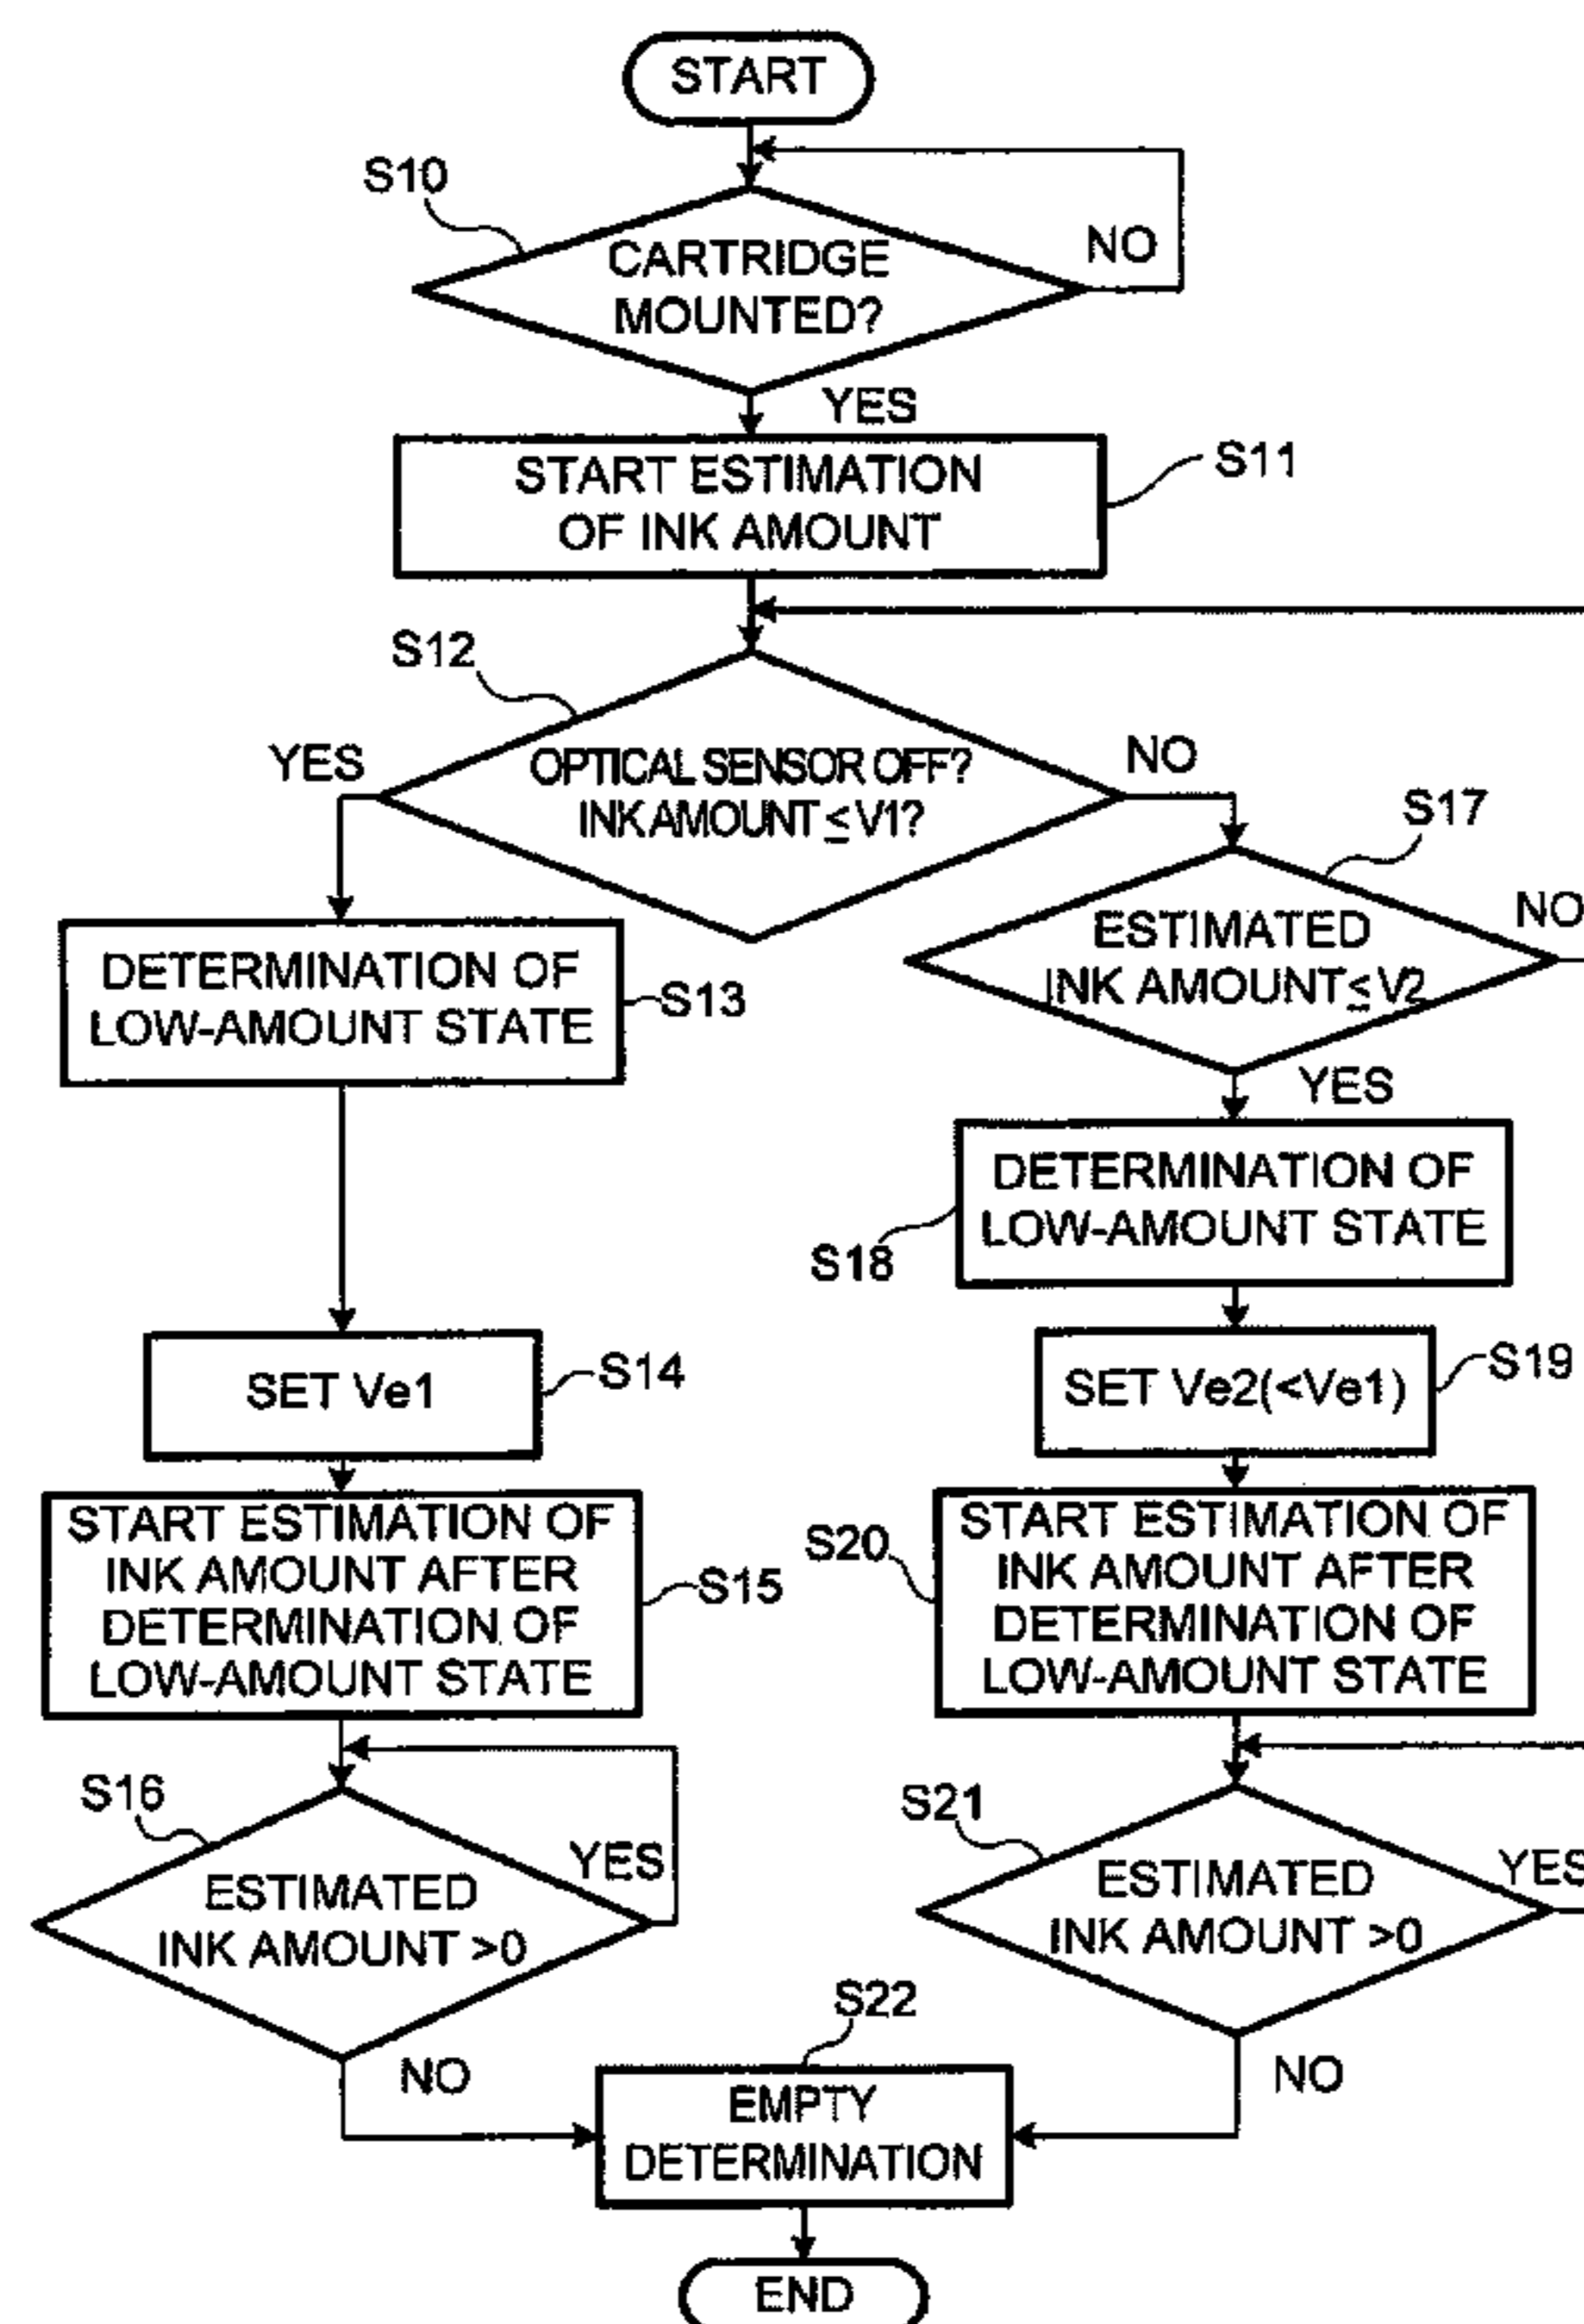 START
S10
CARTRIDGE
MOUNTED?
NO
YES
START ESTIMATION
OF INK AMOUNT
S11
S12
YES
OPTICAL SENSOR OFF?
INK AMOUNT ≤ V1?
NO
S17
ESTIMATED
INK AMOUNT ≤ V2
NO
YES
DETERMINATION OF
LOW-AMOUNT STATE
S13
DETERMINATION OF
LOW-AMOUNT STATE
S18
SET Ve1
S14
SET Ve2(<Ve1)
S19
START ESTIMATION OF
INK AMOUNT AFTER
DETERMINATION OF
LOW-AMOUNT STATE
S15
S20
START ESTIMATION OF
INK AMOUNT AFTER
DETERMINATION OF
LOW-AMOUNT STATE
S16
ESTIMATED
INK AMOUNT >0
YES
NO
S21
ESTIMATED
INK AMOUNT >0
YES
NO
S22
EMPTY
DETERMINATION
END